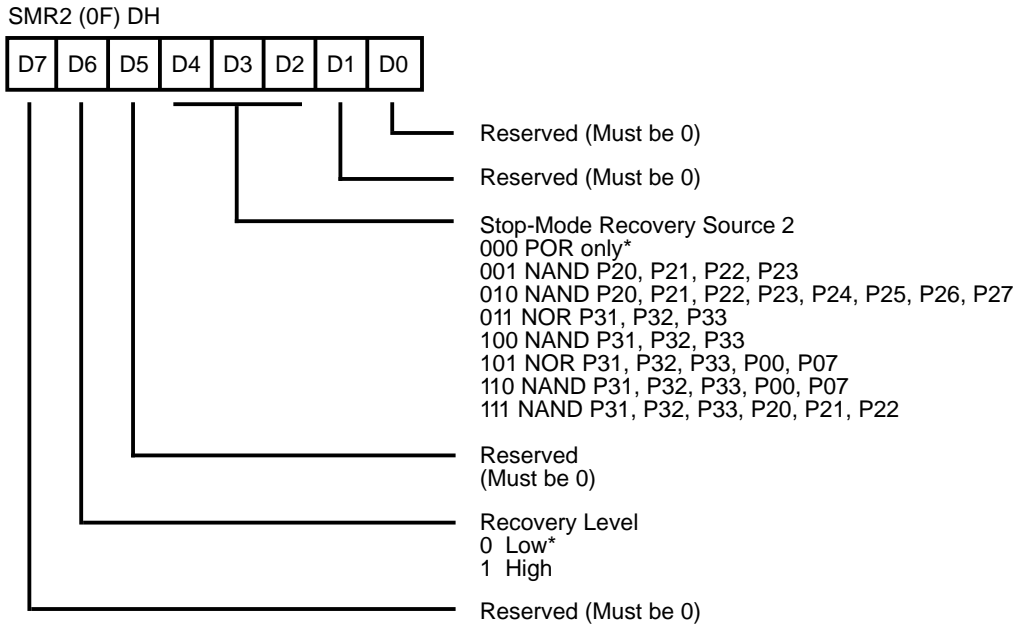 SMR2 (0F) DH
D7 D6 D5 D4 D3 D2 D1 D0
Reserved (Must be 0)
Reserved (Must be 0)
Stop-Mode Recovery Source 2
000 POR only*
001 NAND P20, P21, P22, P23
010 NAND P20, P21, P22, P23, P24, P25, P26, P27
011 NOR P31, P32, P33
100 NAND P31, P32, P33
101 NOR P31, P32, P33, P00, P07
110 NAND P31, P32, P33, P00, P07
111 NAND P31, P32, P33, P20, P21, P22
Reserved
(Must be 0)
Recovery Level
0 Low*
1 High
Reserved (Must be 0)